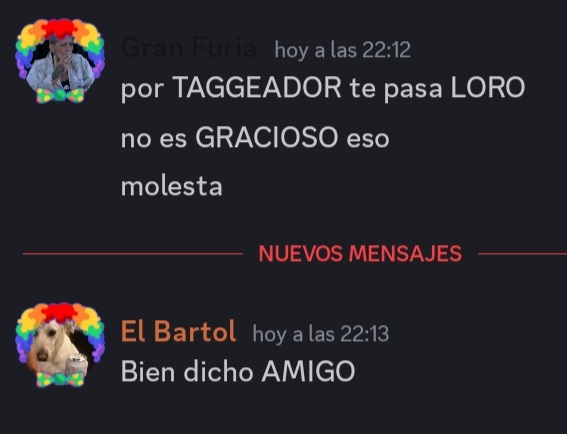 Gran Furia hoy a las 22:12
por TAGGEADOR te pasa LORO
no es GRACIOSO eso
molesta
NUEVOS MENSAJES
El Bartol hoy a las 22:13
Bien dicho AMIGO